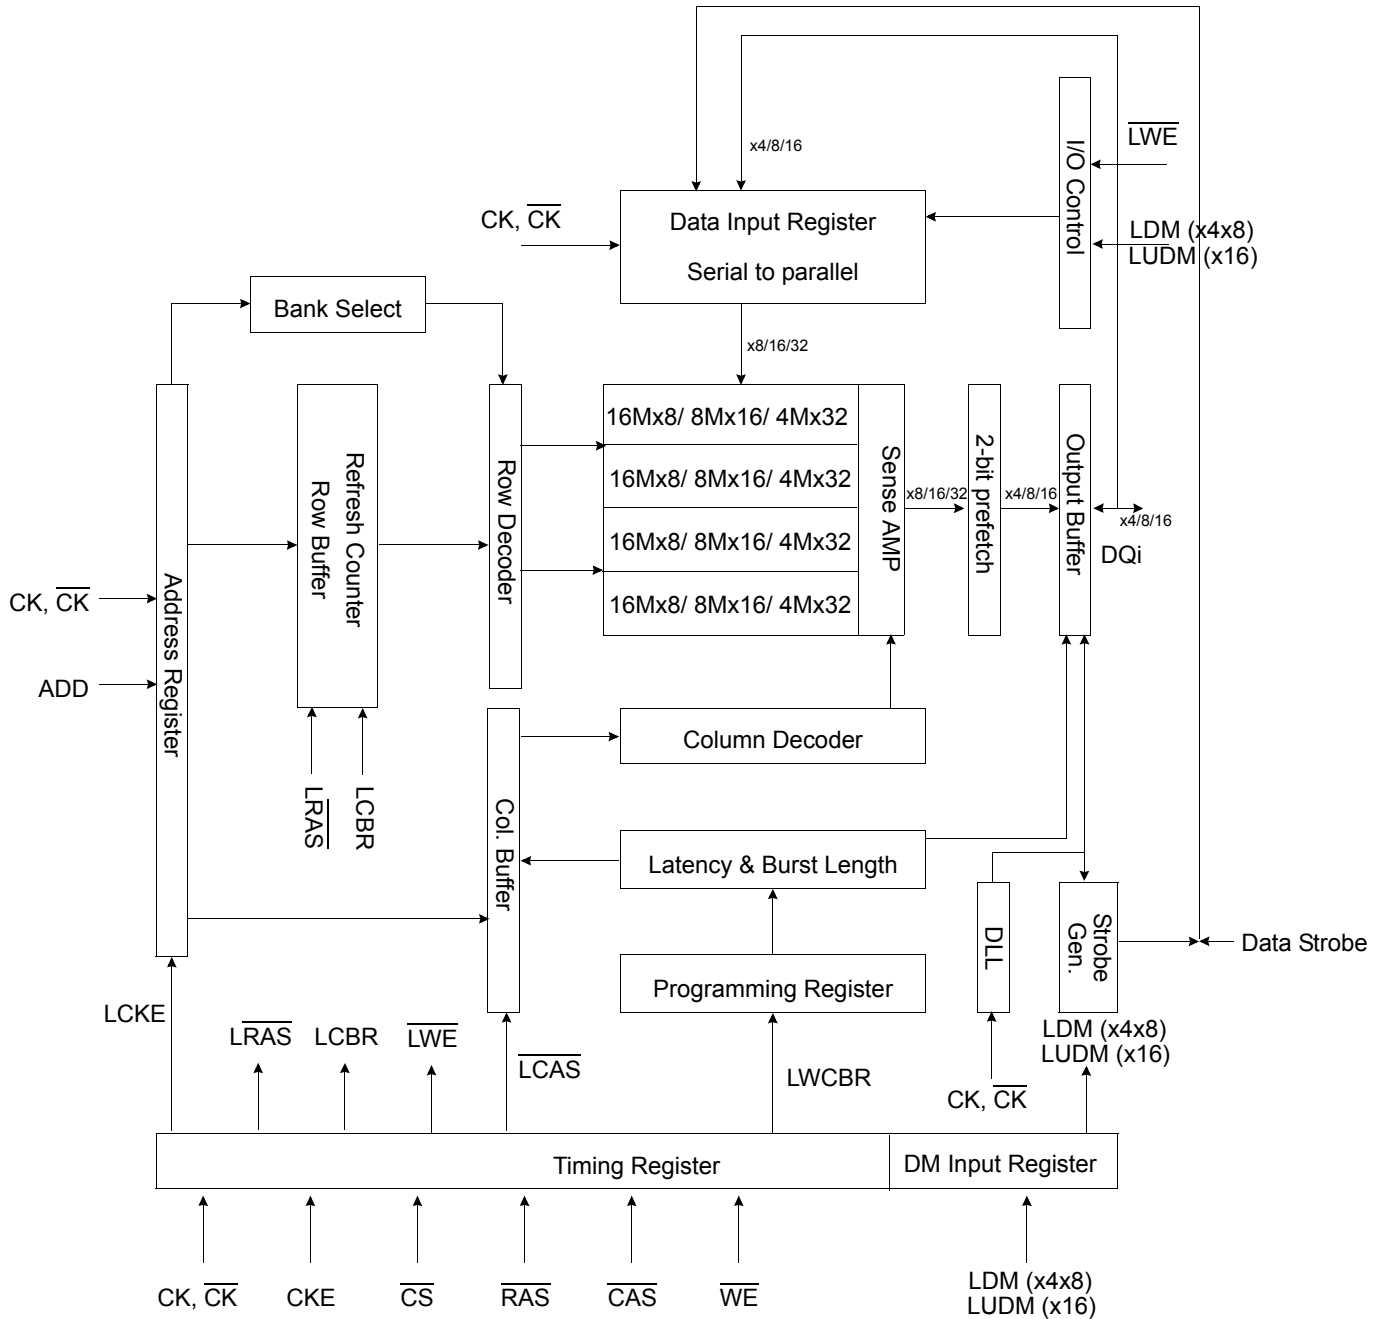 x4/8/16
LWE
I/O Control
CK, CK
Data Input Register
Serial to parallel
LDM (x4x8)
LUDM (x16)
Bank Select
x8/16/32
Address Register
Refresh Counter
Row Buffer
Row Decoder
16Mx8/ 8Mx16/ 4Mx32
16Mx8/ 8Mx16/ 4Mx32
16Mx8/ 8Mx16/ 4Mx32
16Mx8/ 8Mx16/ 4Mx32
Sense AMP
x8/16/32
2-bit prefetch
x4/8/16
Output Buffer
x4/8/16
DQi
CK, CK
ADD
LRAS
LCBR
Col. Buffer
Column Decoder
Latency & Burst Length
DLL
Strobe
Gen.
Data Strobe
Programming Register
LCKE
LRAS
LCBR
LWE
LCAS
LWCBR
CK, CK
LDM (x4x8)
LUDM (x16)
Timing Register
DM Input Register
CK, CK
CKE
CS
RAS
CAS
WE
LDM (x4x8)
LUDM (x16)